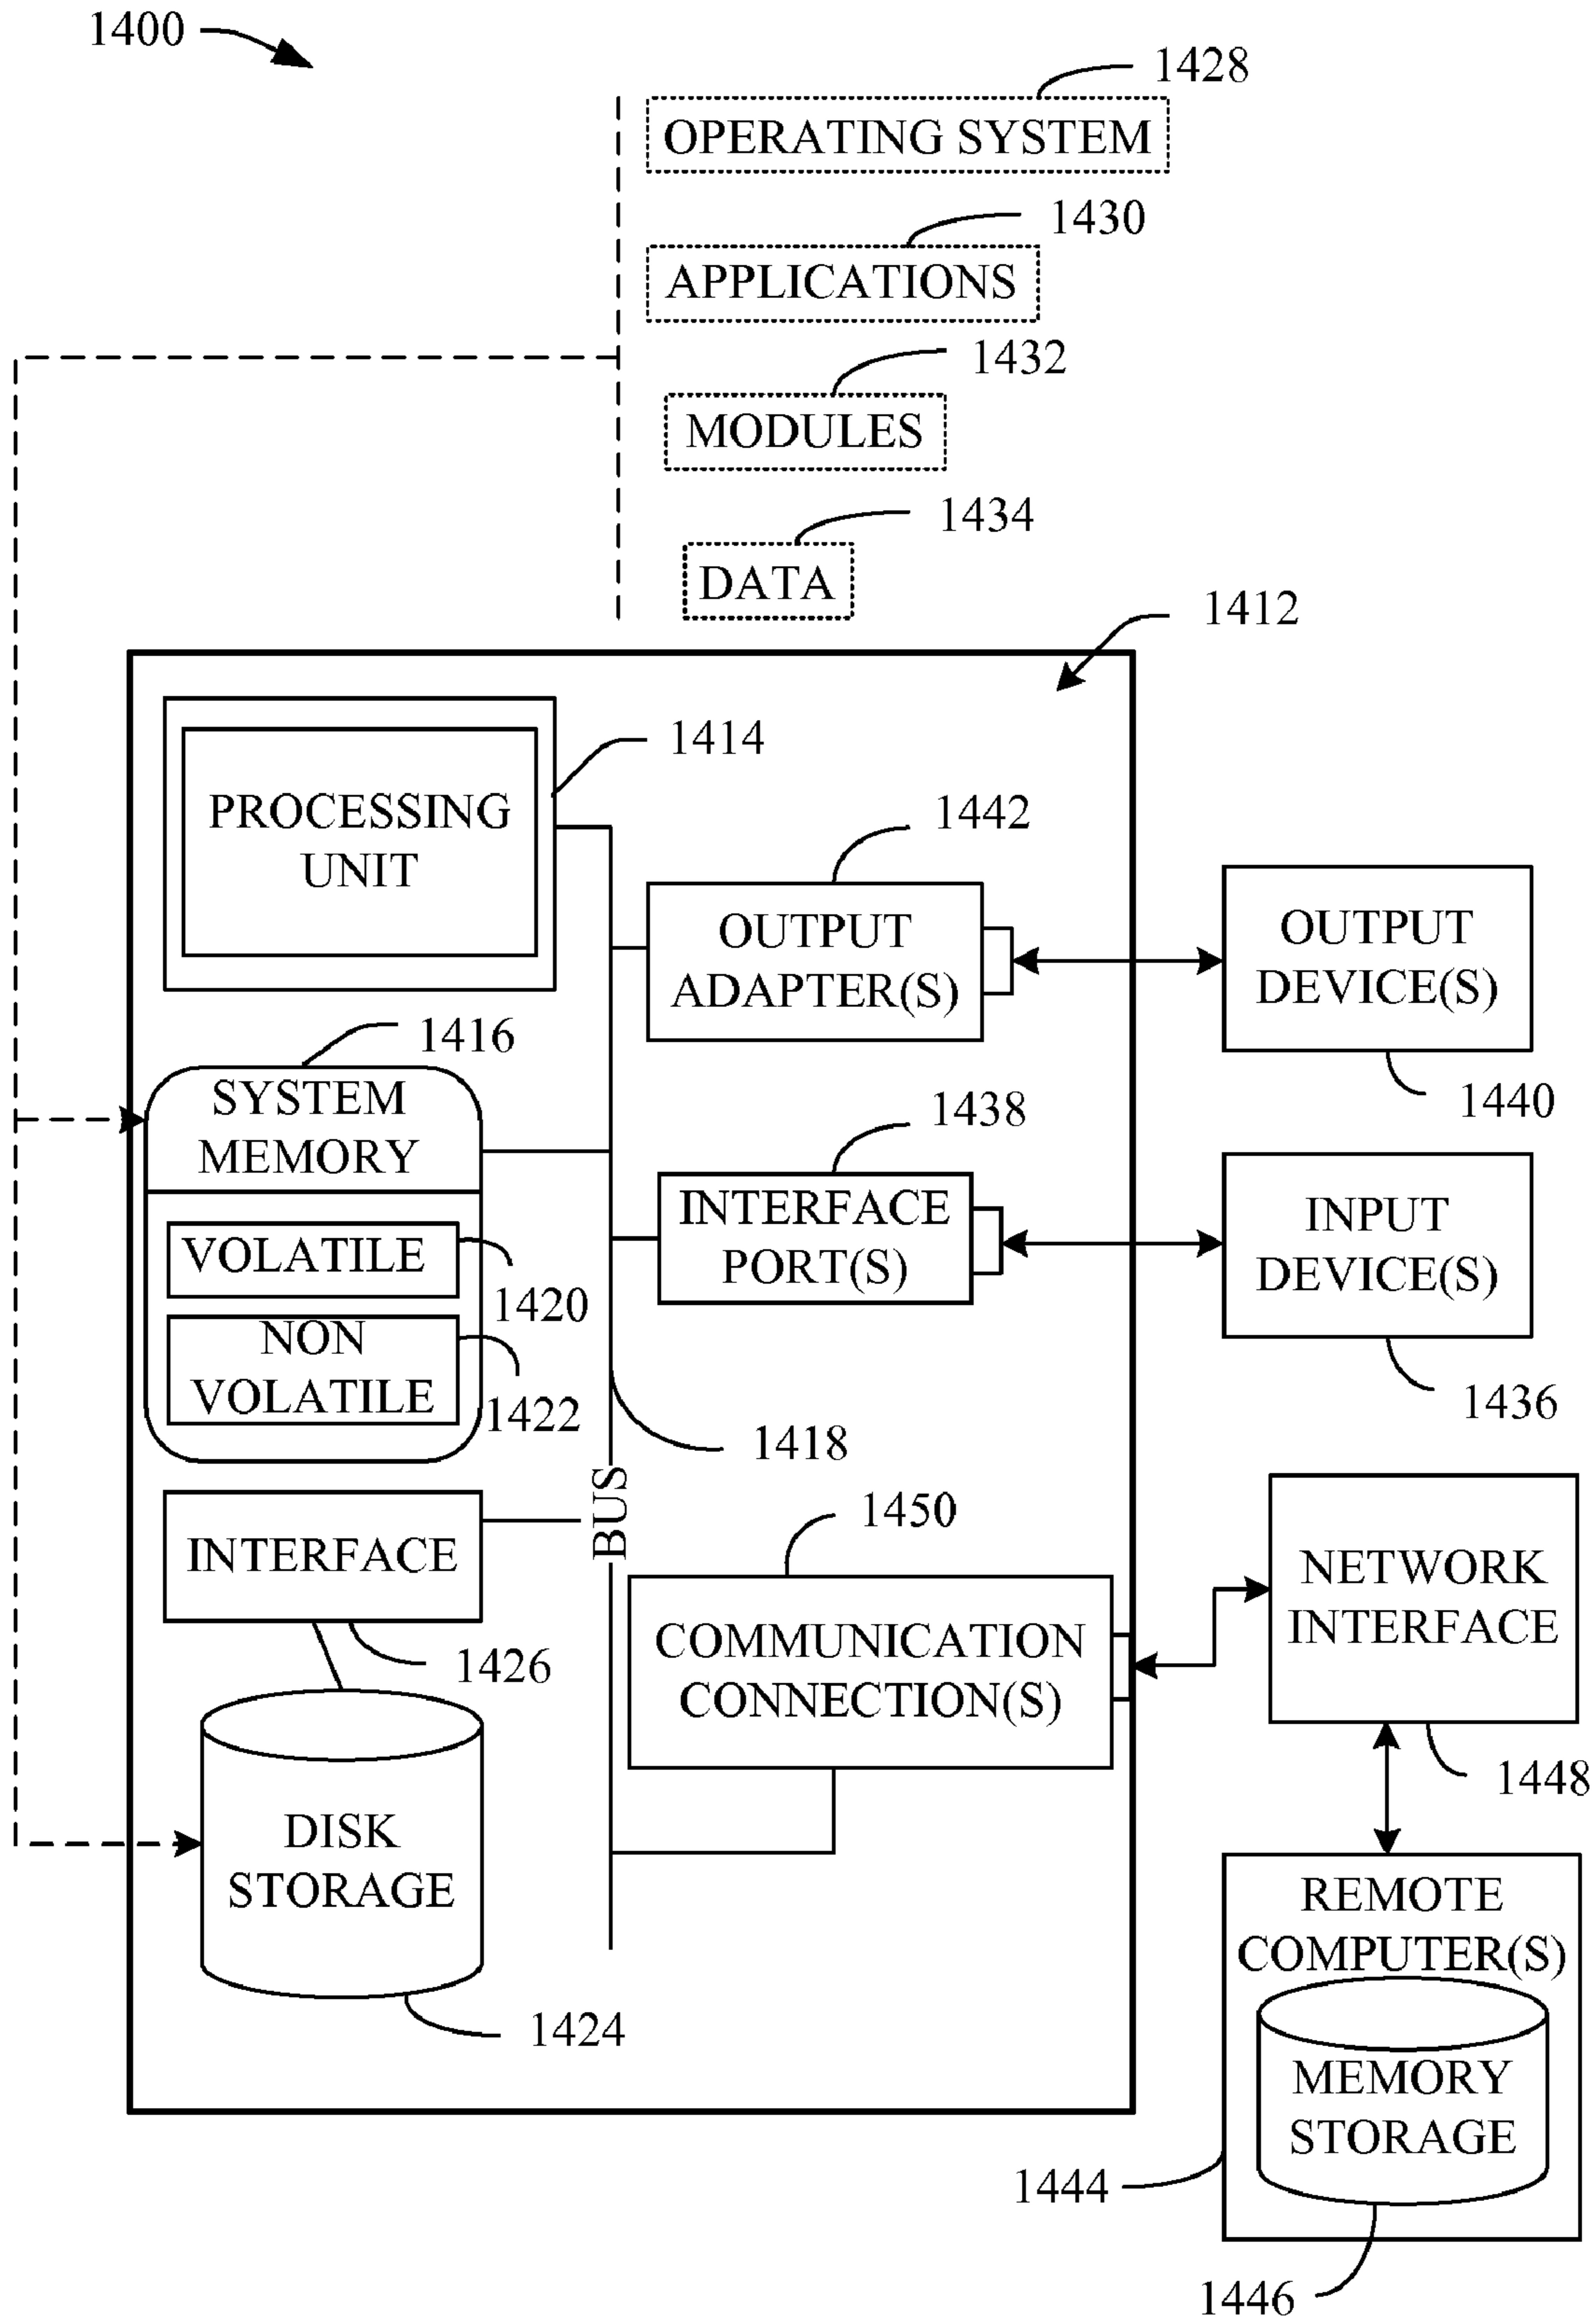 1400
1428
OPERATING SYSTEM
1430
APPLICATIONS
1432
MODULES
1434
DATA
1412
1414
PROCESSING
UNIT
1442
OUTPUT
ADAPTER(S)
OUTPUT
DEVICE(S)
1440
1416
SYSTEM
MEMORY
1438
INTERFACE
PORT(S)
INPUT
DEVICE(S)
1436
VOLATILE
1420
NON
VOLATILE
1422
1418
BUS
INTERFACE
1426
1450
COMMUNICATION
CONNECTION(S)
NETWORK
INTERFACE
1448
DISK
STORAGE
1424
REMOTE
COMPUTER(S)
MEMORY
STORAGE
1444
1446